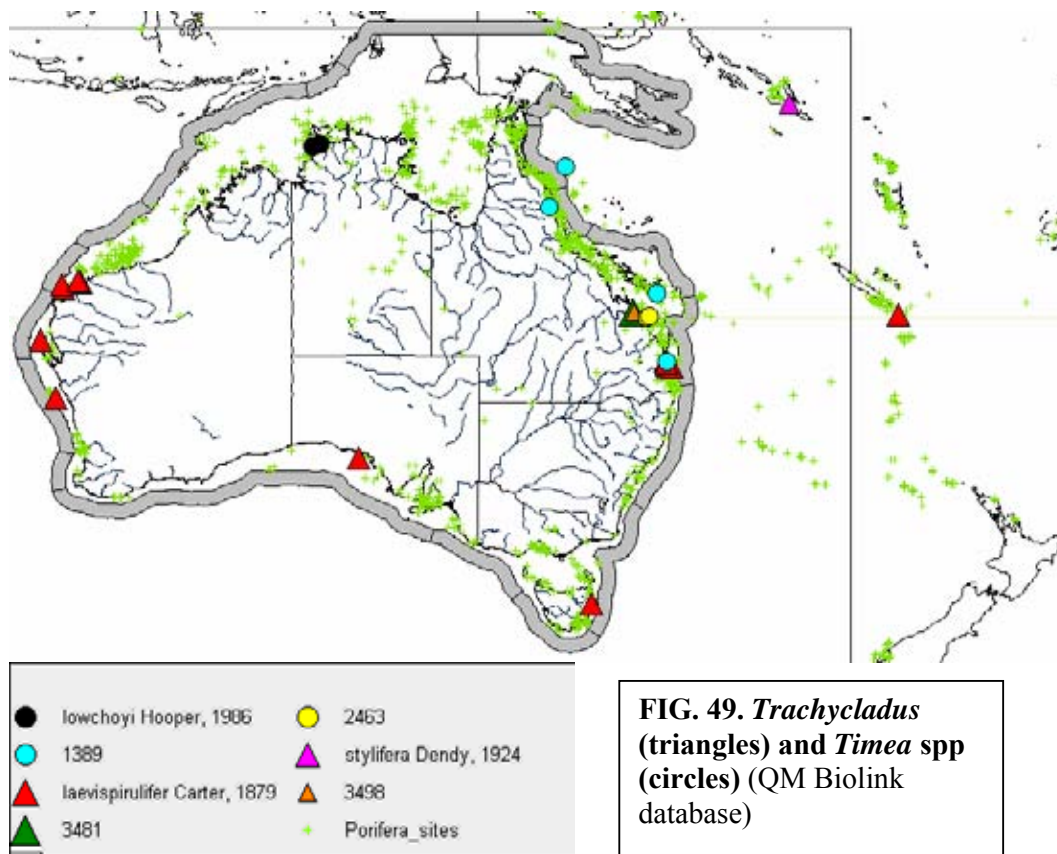 lowchoyi Hooper, 1986
1389
laevispirulifer Carter, 1879
3481
2463
stylifera Dendy, 1924
3498
Porifera_sites
FIG. 49. Trachycladus
(triangles) and Timea spp
(circles) (QM Biolink
database)